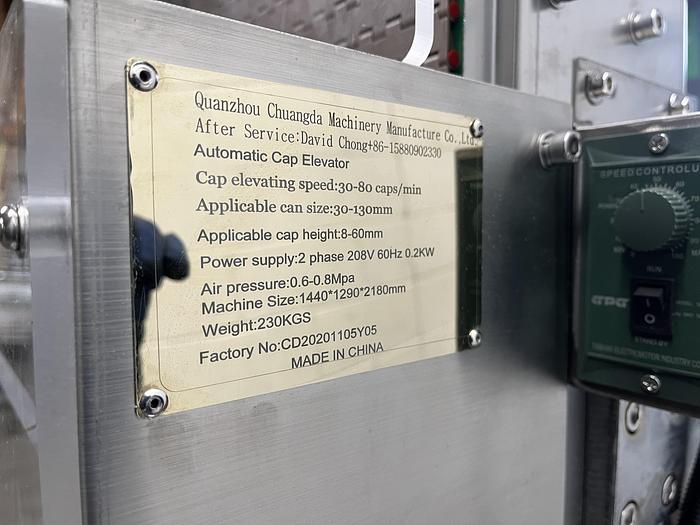 Quanzhou Chuangda Machinery Manufacture Co.,Ltd.
After Service:David Chong+86-15880902330
Automatic Cap Elevator
Cap elevating speed:30-80 caps/min
Applicable can size:30-130mm
Applicable cap height:8-60mm
Power supply:2 phase 208V 60Hz 0.2KW
Air pressure:0.6-0.8Mpa
Machine Size:1440*1290*2180mm
Weight:230KGS
Factory No:CD20201105Y05
MADE IN CHINA
SPEED CONTROL U
RUN
STAND BY